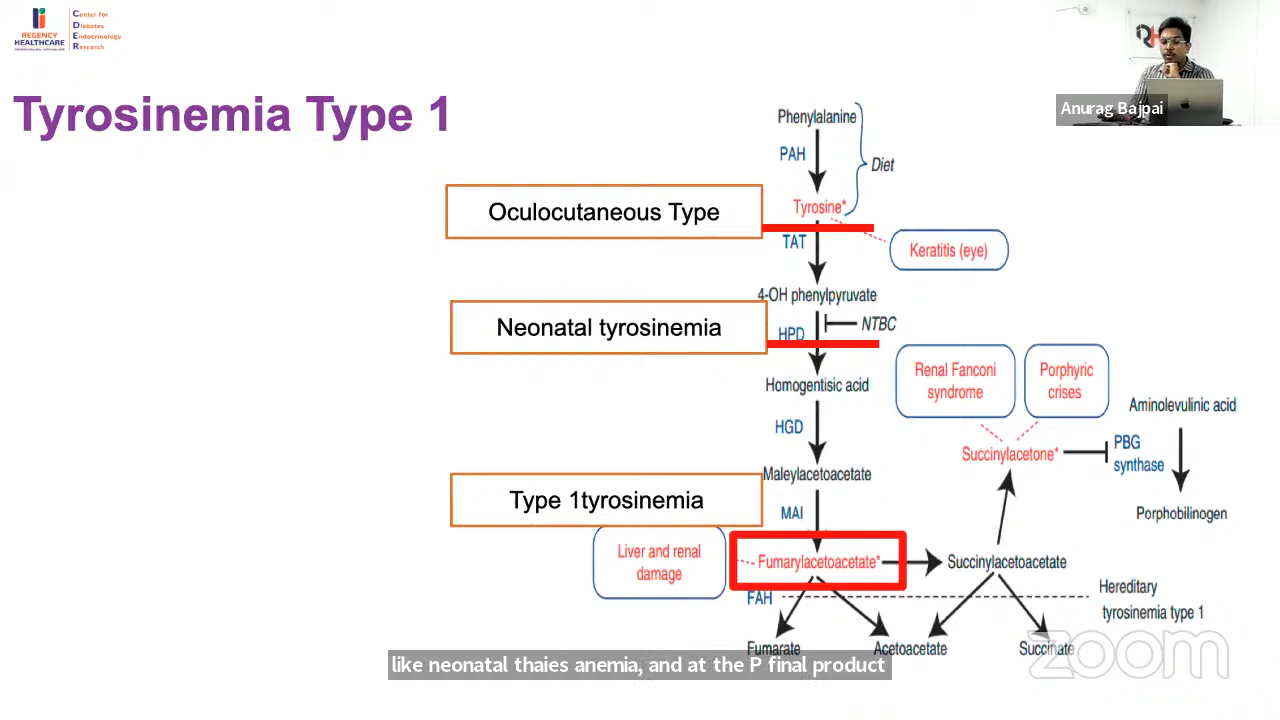 REGENCY
HEALTHCARE
Center for
Diabetes
Endocrinology
Research
RH
Anurag Bajpai
Tyrosinemia Type 1
Phenylalanine
PAH
Diet
Tyrosine*
Oculocutaneous Type
TAT
Keratitis (eye)
4-OH phenylpyruvate
Neonatal tyrosinemia
HPD
NTBC
Homogentisic acid
Renal Fanconi
syndrome
Porphyric
crises
Aminolevulinic acid
HGD
Succinylacetone*
PBG
synthase
Maleylacetoacetate
Type 1tyrosinemia
MAI
Porphobilinogen
Liver and renal
damage
Fumarylacetoacetate*
Succinylacetoacetate
FAH
Hereditary
tyrosinemia type 1
Fumarate
Acetoacetate
Succinate
like neonatal thaies anemia, and at the P final product
zoom